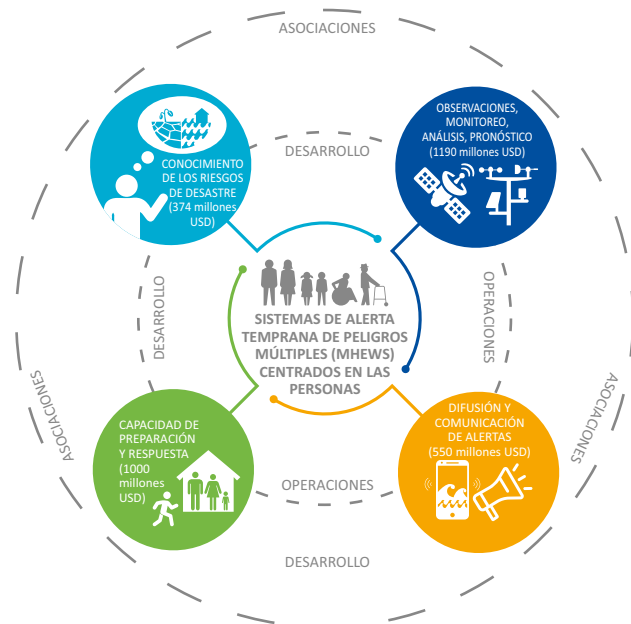 ASOCIACIONES
OBSERVACIONES,
MONITOREO,
ANÁLISIS, PRONÓSTICO
(1190 millones USD)
DESARROLLO
CONOCIMIENTO
DE LOS RIESGOS
DE DESASTRE
(374 millones
USD)
DESARROLLO
OPERACIONES
SISTEMAS DE ALERTA
TEMPRANA DE PELIGROS
MÚLTIPLES (MHEWS)
CENTRADOS EN LAS
PERSONAS
ASOCIACIONES
ASOCIACIONES
CAPACIDAD DE
PREPARACIÓN
Y RESPUESTA
(1000
millones
USD)
DIFUSIÓN Y
COMUNICACIÓN
DE ALERTAS
(550 millones USD)
OPERACIONES
DESARROLLO